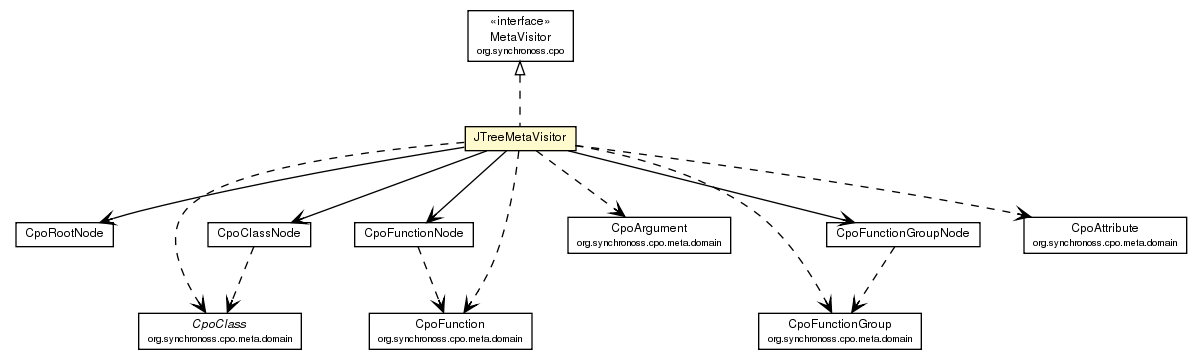 «interface»
MetaVisitor
org.synchronoss.cpo
JTreeMetaVisitor
CpoRootNode
CpoClassNode
CpoFunctionNode
CpoArgument
org.synchronoss.cpo.meta.domain
CpoFunctionGroupNode
CpoAttribute
org.synchronoss.cpo.meta.domain
CpoClass
org.synchronoss.cpo.meta.domain
CpoFunction
org.synchronoss.cpo.meta.domain
CpoFunctionGroup
org.synchronoss.cpo.meta.domain